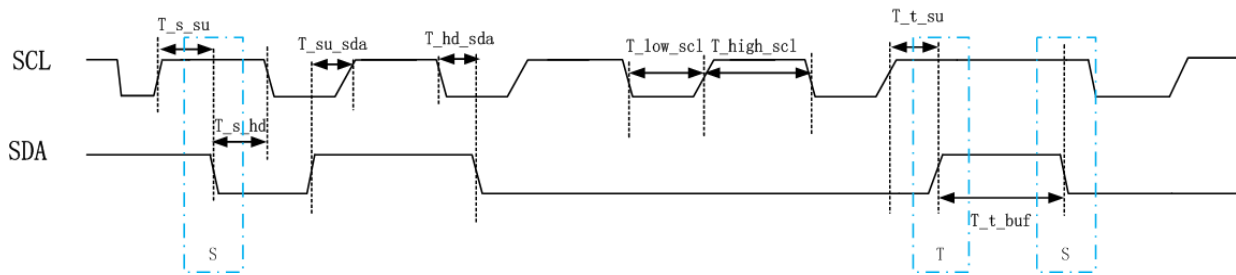 T_s_su
T_su_sda
T_hd_sda
T_low_scl
T_high_scl
T_t_su
SCL
T_s_hd
SDA
T_t_buf
S
T
S